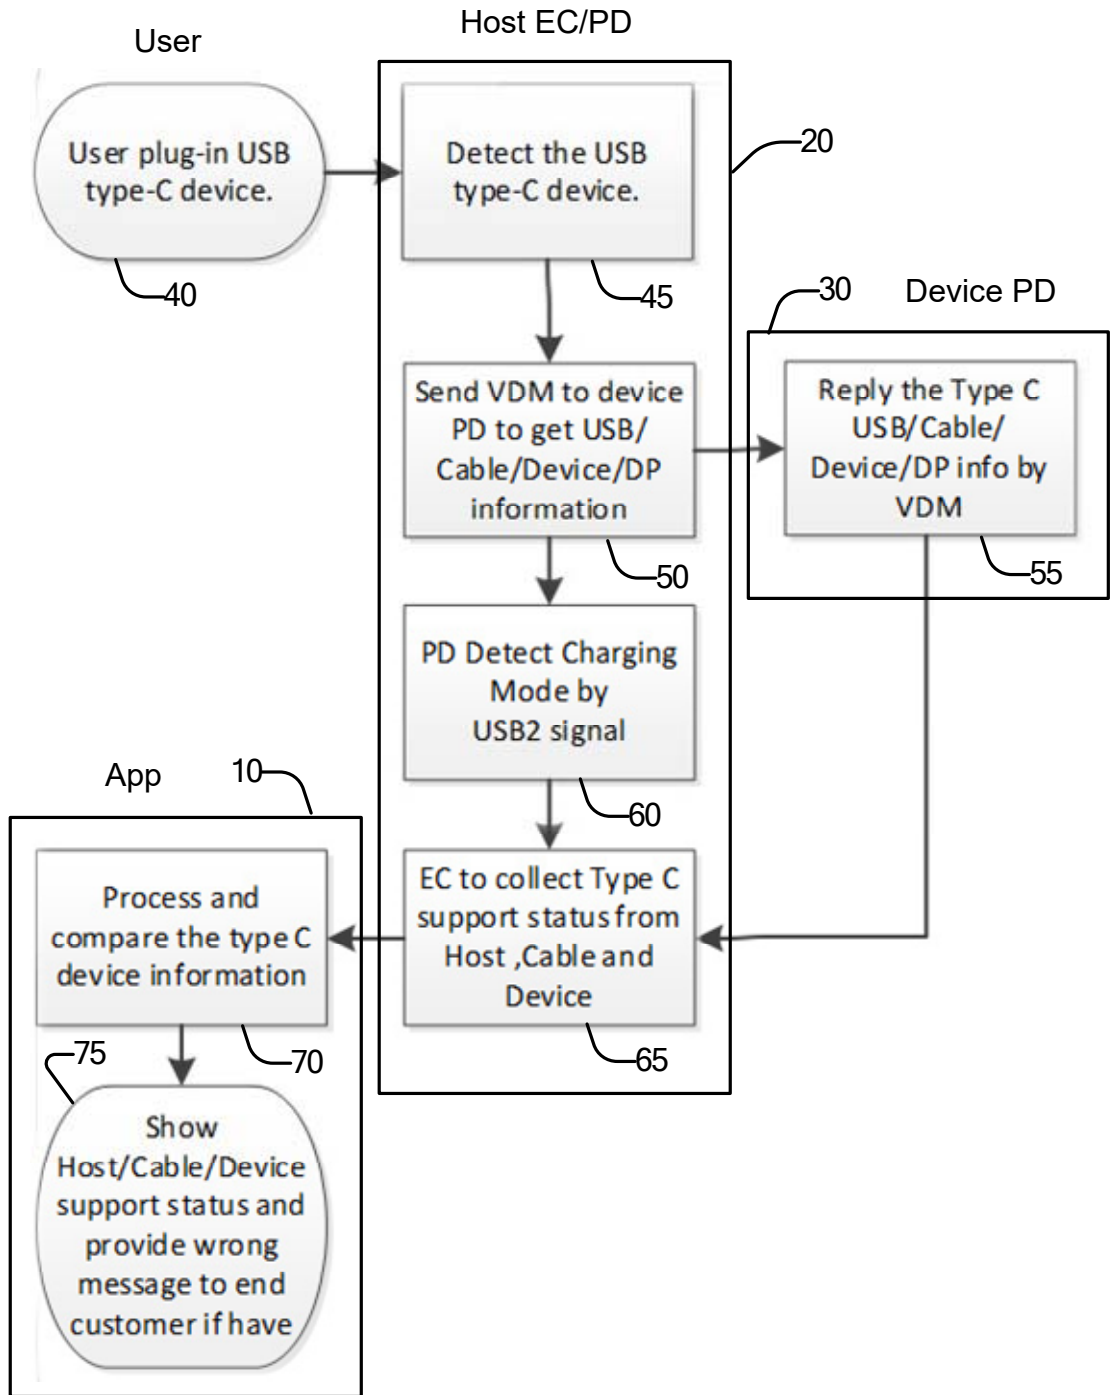 User
Host EC/PD
User plug-in USB
type-C device.
40
Detect the USB
type-C device.
45
20
30
Device PD
Send VDM to device
PD to get USB/
Cable/Device/DP
information
50
Reply the Type C
USB/Cable/
Device/DP info by
VDM
55
PD Detect Charging
Mode by
USB2 signal
60
App
10
EC to collect Type C
support status from
Host ,Cable and
Device
65
Process and
compare the type C
device information
70
75
Show
Host/Cable/Device
support status and
provide wrong
message to end
customer if have